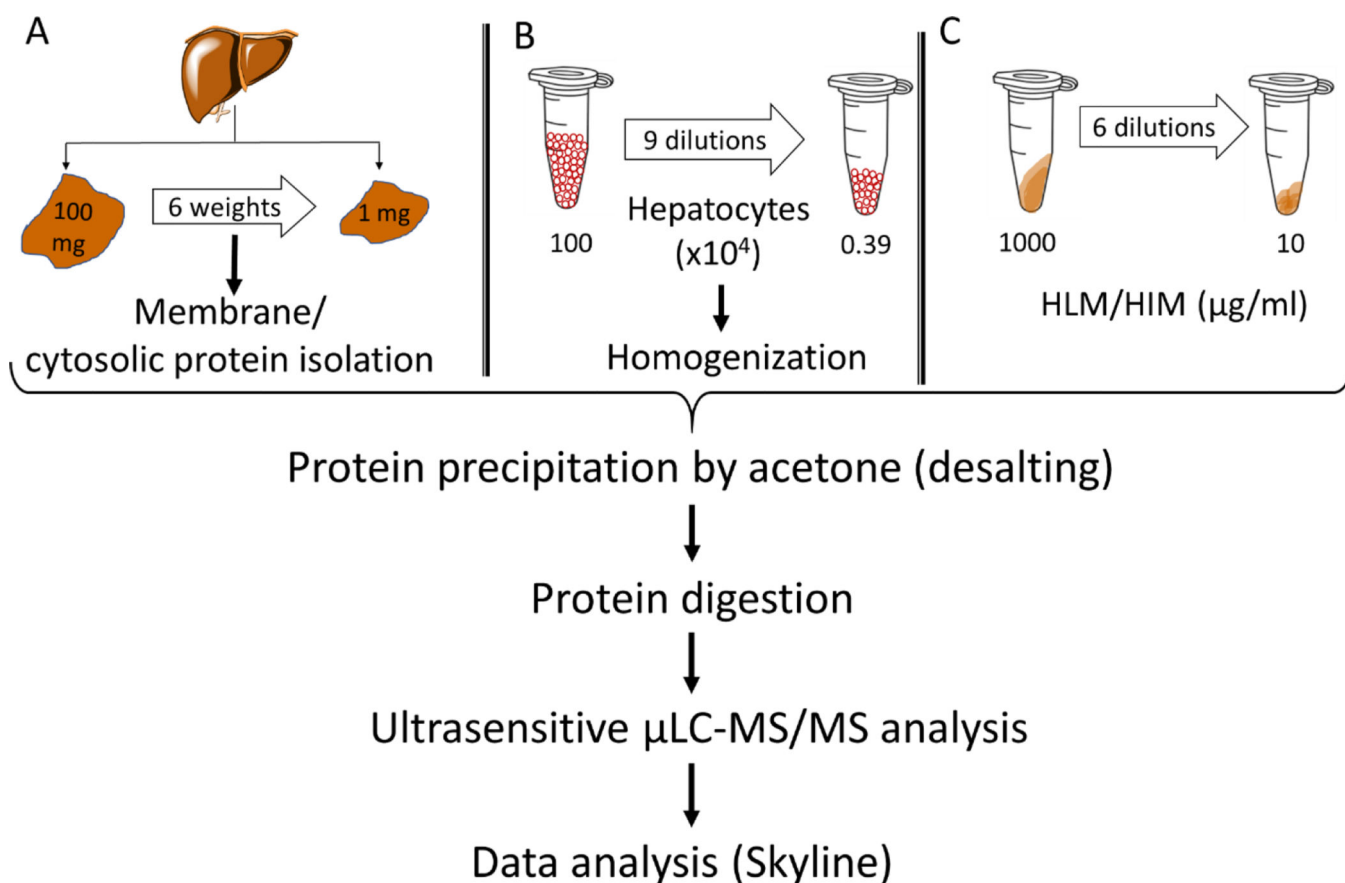 A
100
mg
6 weights
1 mg
Membrane/
cytosolic protein isolation
B
9 dilutions
Hepatocytes
(x10⁴)
100
0.39
Homogenization
C
6 dilutions
1000
10
HLM/HIM (µg/ml)
Protein precipitation by acetone (desalting)
Protein digestion
Ultrasensitive µLC-MS/MS analysis
Data analysis (Skyline)